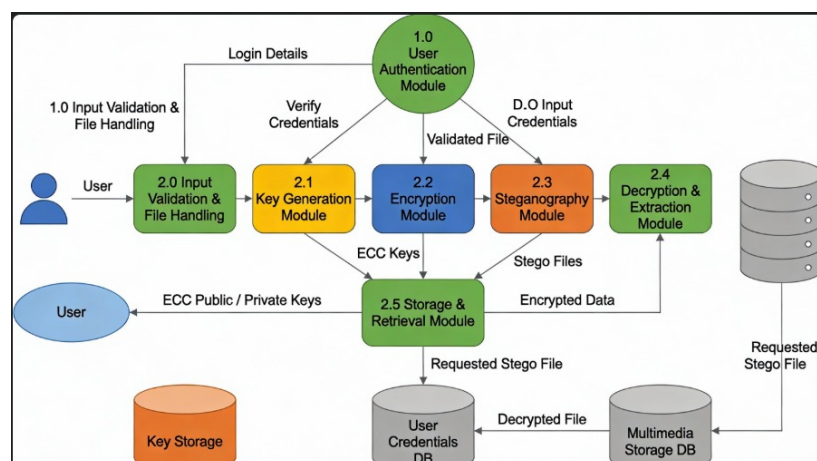 1.0
User
Authentication
Module
Login Details
1.0 Input Validation &
File Handling
Verify
Credentials
D.O Input
Credentials
Validated File
User
2.0 Input
Validation &
File Handling
2.1
Key Generation
Module
2.2
Encryption
Module
2.3
Steganography
Module
2.4
Decryption &
Extraction
Module
ECC Keys
Stego Files
User
ECC Public / Private Keys
2.5 Storage &
Retrieval Module
Encrypted Data
Requested Stego File
Requested
Stego File
Key Storage
User
Credentials
DB
Decrypted File
Multimedia
Storage DB